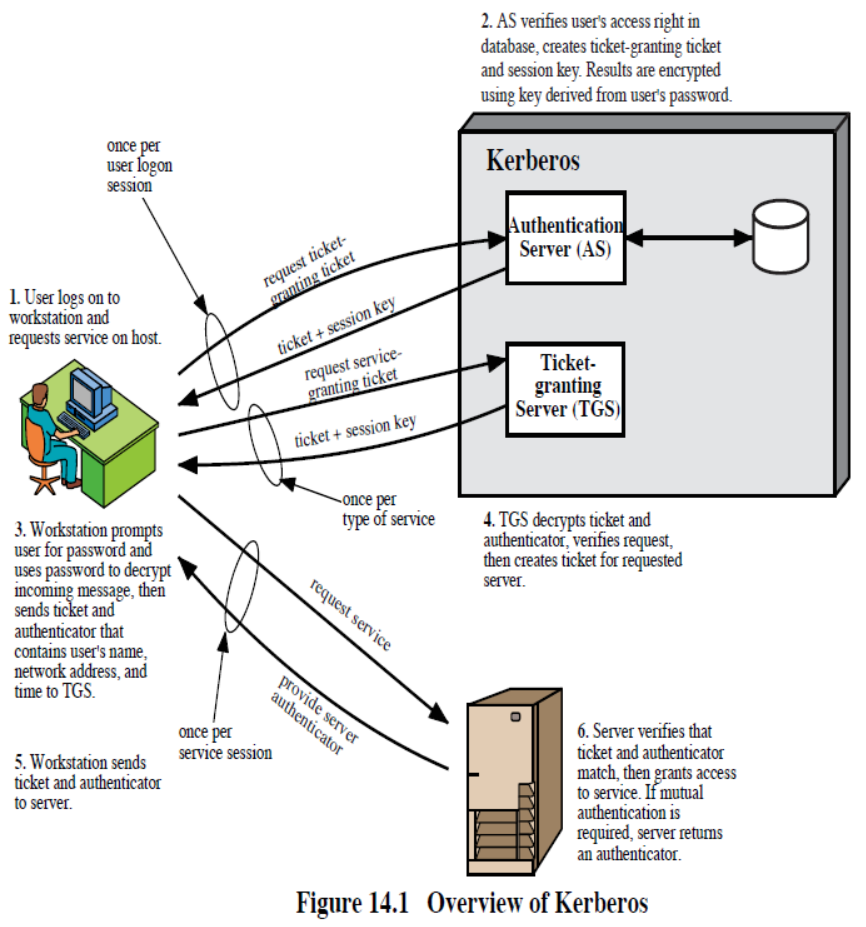 2. AS verifies user's access right in
database, creates ticket-granting ticket
and session key. Results are encrypted
using key derived from user's password.
once per
user logon
session
Kerberos
Authentication
Server (AS)
request ticket-
granting ticket
1. User logs on to
workstation and
requests service on host.
ticket + session key
request service-
granting ticket
Ticket-
granting
Server (TGS)
ticket + session key
once per
type of service
3. Workstation prompts
user for password and
uses password to decrypt
incoming message, then
sends ticket and
authenticator that
contains user's name,
network address, and
time to TGS.
4. TGS decrypts ticket and
authenticator, verifies request,
then creates ticket for requested
server.
request service
provide server
authenticator
once per
service session
5. Workstation sends
ticket and authenticator
to server.
6. Server verifies that
ticket and authenticator
match, then grants access
to service. If mutual
authentication is
required, server returns
an authenticator.
Figure 14.1 Overview of Kerberos